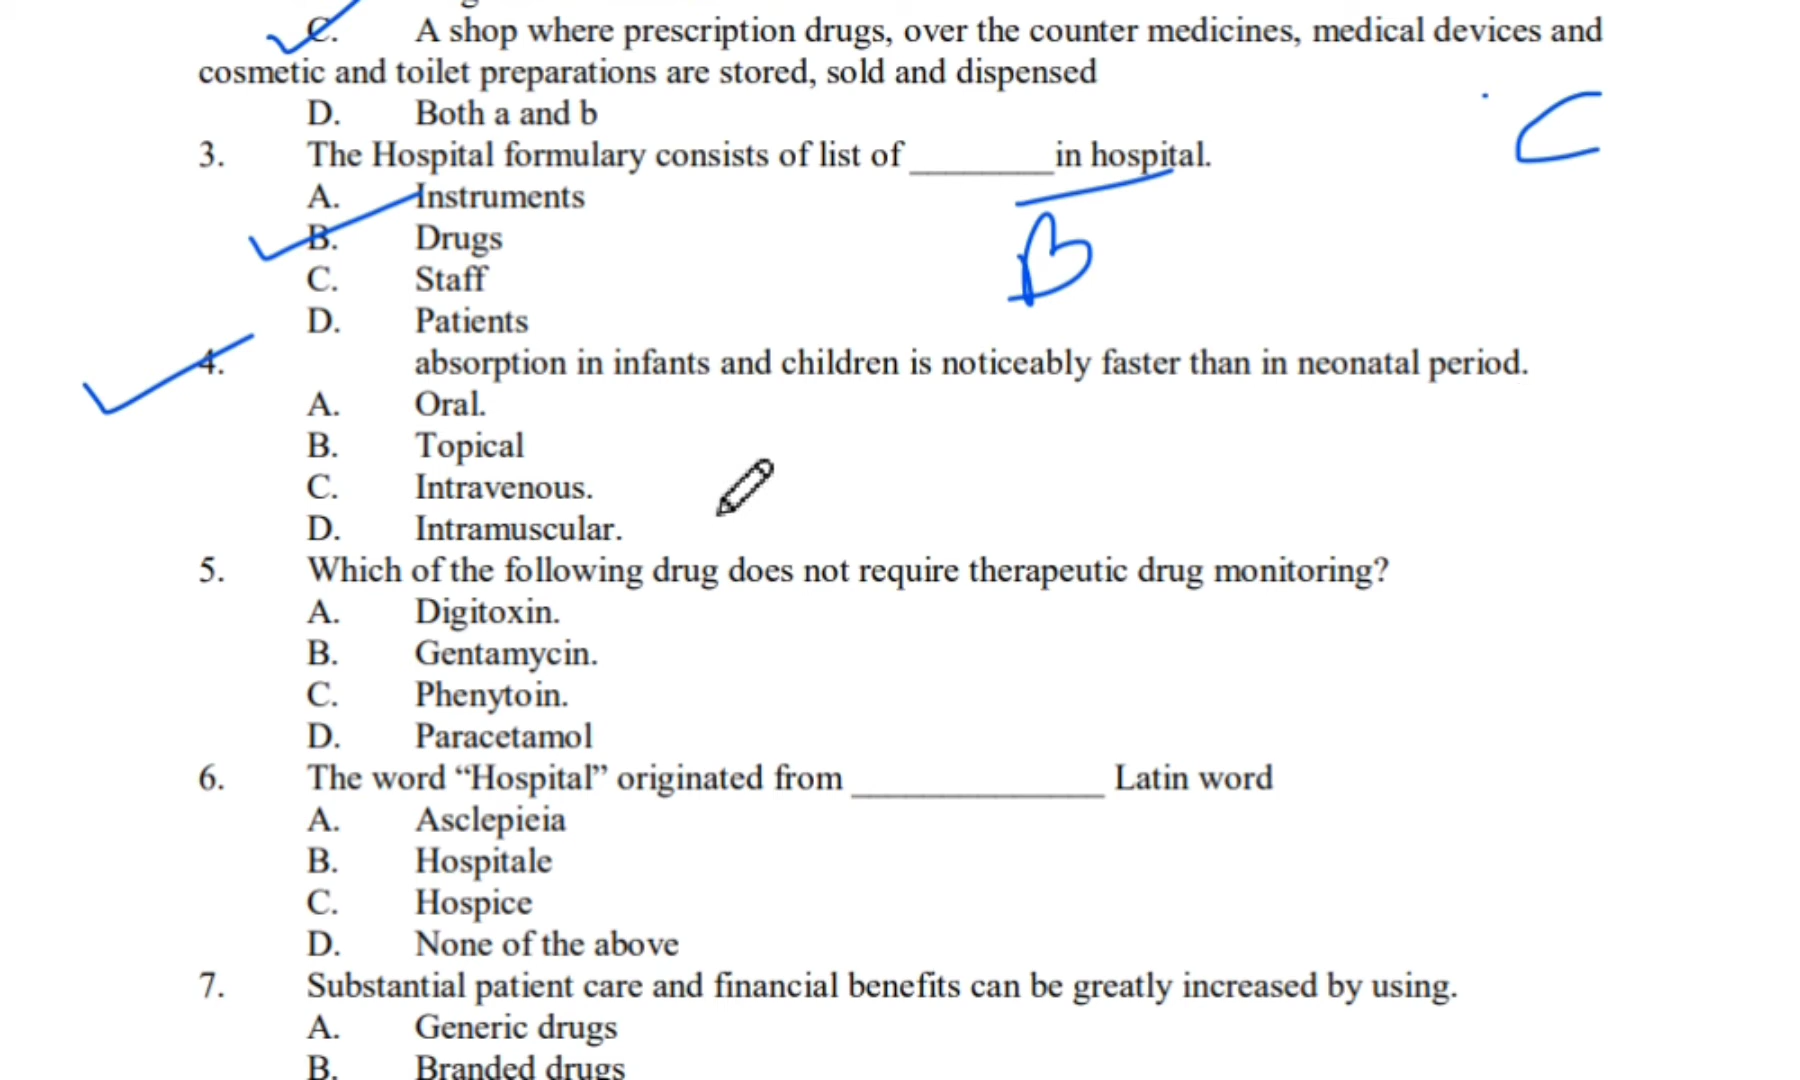 C. A shop where prescription drugs, over the counter medicines, medical devices and
cosmetic and toilet preparations are stored, sold and dispensed
D. Both a and b
C
3. The Hospital formulary consists of list of ________ in hospital.
A. Instruments
B. Drugs
B
C. Staff
D. Patients
4. absorption in infants and children is noticeably faster than in neonatal period.
A. Oral.
B. Topical
C. Intravenous.
D. Intramuscular.
5. Which of the following drug does not require therapeutic drug monitoring?
A. Digitoxin.
B. Gentamycin.
C. Phenytoin.
D. Paracetamol
6. The word “Hospital” originated from ______________ Latin word
A. Asclepieia
B. Hospitale
C. Hospice
D. None of the above
7. Substantial patient care and financial benefits can be greatly increased by using.
A. Generic drugs
B. Branded drugs